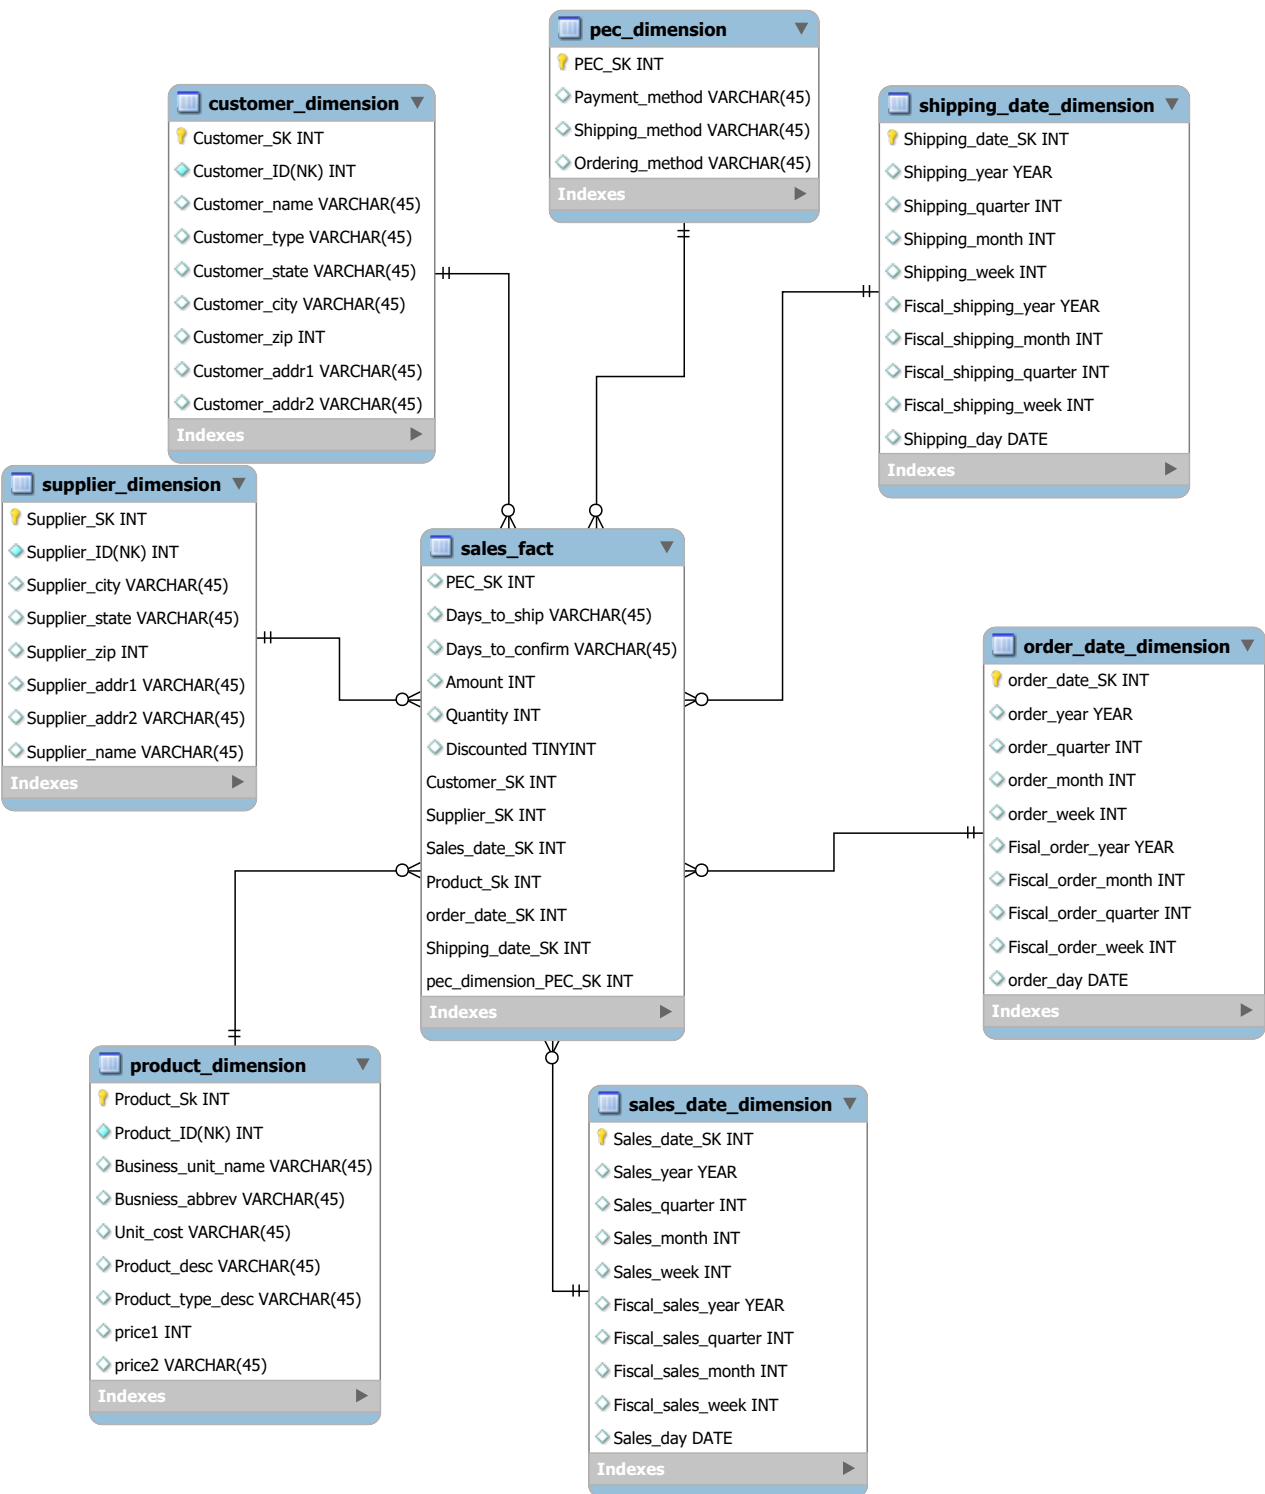 pec_dimension
PEC_SK INT
Payment_method VARCHAR(45)
Shipping_method VARCHAR(45)
Ordering_method VARCHAR(45)
Indexes
customer_dimension
Customer_SK INT
Customer_ID(NK) INT
Customer_name VARCHAR(45)
Customer_type VARCHAR(45)
Customer_state VARCHAR(45)
Customer_city VARCHAR(45)
Customer_zip INT
Customer_addr1 VARCHAR(45)
Customer_addr2 VARCHAR(45)
Indexes
shipping_date_dimension
Shipping_date_SK INT
Shipping_year YEAR
Shipping_quarter INT
Shipping_month INT
Shipping_week INT
Fiscal_shipping_year YEAR
Fiscal_shipping_month INT
Fiscal_shipping_quarter INT
Fiscal_shipping_week INT
Shipping_day DATE
Indexes
supplier_dimension
Supplier_SK INT
Supplier_ID(NK) INT
Supplier_city VARCHAR(45)
Supplier_state VARCHAR(45)
Supplier_zip INT
Supplier_addr1 VARCHAR(45)
Supplier_addr2 VARCHAR(45)
Supplier_name VARCHAR(45)
Indexes
sales_fact
PEC_SK INT
Days_to_ship VARCHAR(45)
Days_to_confirm VARCHAR(45)
Amount INT
Quantity INT
Discounted TINYINT
Customer_SK INT
Supplier_SK INT
Sales_date_SK INT
Product_Sk INT
order_date_SK INT
Shipping_date_SK INT
pec_dimension_PEC_SK INT
Indexes
order_date_dimension
order_date_SK INT
order_year YEAR
order_quarter INT
order_month INT
order_week INT
Fisal_order_year YEAR
Fiscal_order_month INT
Fiscal_order_quarter INT
Fiscal_order_week INT
order_day DATE
Indexes
product_dimension
Product_Sk INT
Product_ID(NK) INT
Business_unit_name VARCHAR(45)
Busniess_abbrev VARCHAR(45)
Unit_cost VARCHAR(45)
Product_desc VARCHAR(45)
Product_type_desc VARCHAR(45)
price1 INT
price2 VARCHAR(45)
Indexes
sales_date_dimension
Sales_date_SK INT
Sales_year YEAR
Sales_quarter INT
Sales_month INT
Sales_week INT
Fiscal_sales_year YEAR
Fiscal_sales_quarter INT
Fiscal_sales_month INT
Fiscal_sales_week INT
Sales_day DATE
Indexes